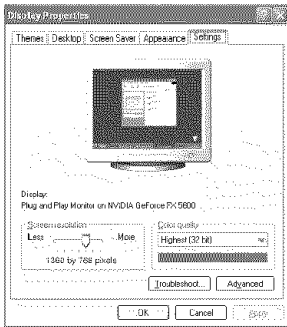 Display Properties
Themes Desktop Screen Saver Appearance Settings
Display:
Plug and Play Monitor on NVIDIA GeForce FX 5600
Screen resolution
Less More
1360 by 768 pixels
Color quality
Highest (32 bit)
Troubleshoot... Advanced
OK Cancel Apply